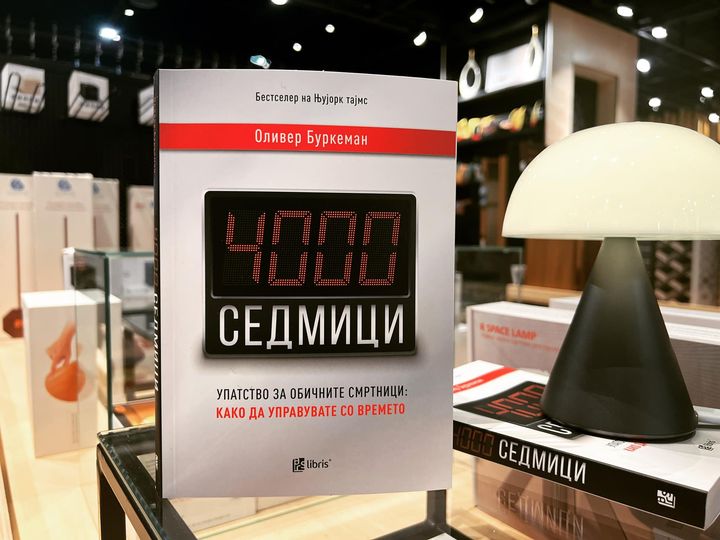 Бестселер на Њујорк тајмс
Оливер Буркеман
4000
СЕДМИЦИ
УПАТСТВО ЗА ОБИЧНИТЕ СМРТНИЦИ:
КАКО ДА УПРАВУВАТЕ СО ВРЕМЕТО
libris
СЕДМИЦИ
SPACE LAMP
4000 СЕДМИЦИ